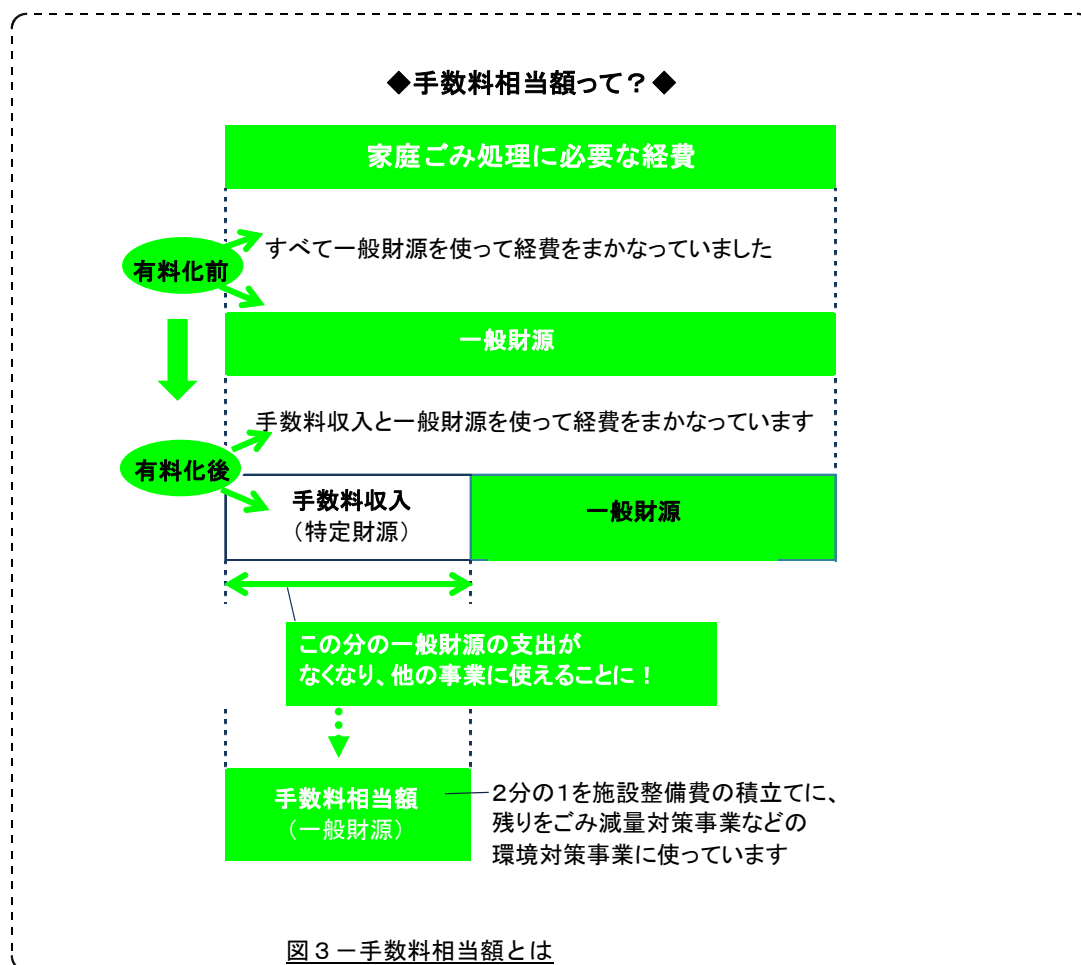 ◆手数料相当額って？◆
家庭ごみ処理に必要な経費
すべて一般財源を使って経費をまかなっていました
有料化前
一般財源
手数料収入と一般財源を使って経費をまかなっています
有料化後
手数料収入
（特定財源）
一般財源
この分の一般財源の支出が
なくなり、他の事業に使えることに！
手数料相当額
（一般財源）
２分の１を施設整備費の積立てに、
残りをごみ減量対策事業などの
環境対策事業に使っています
図３－手数料相当額とは